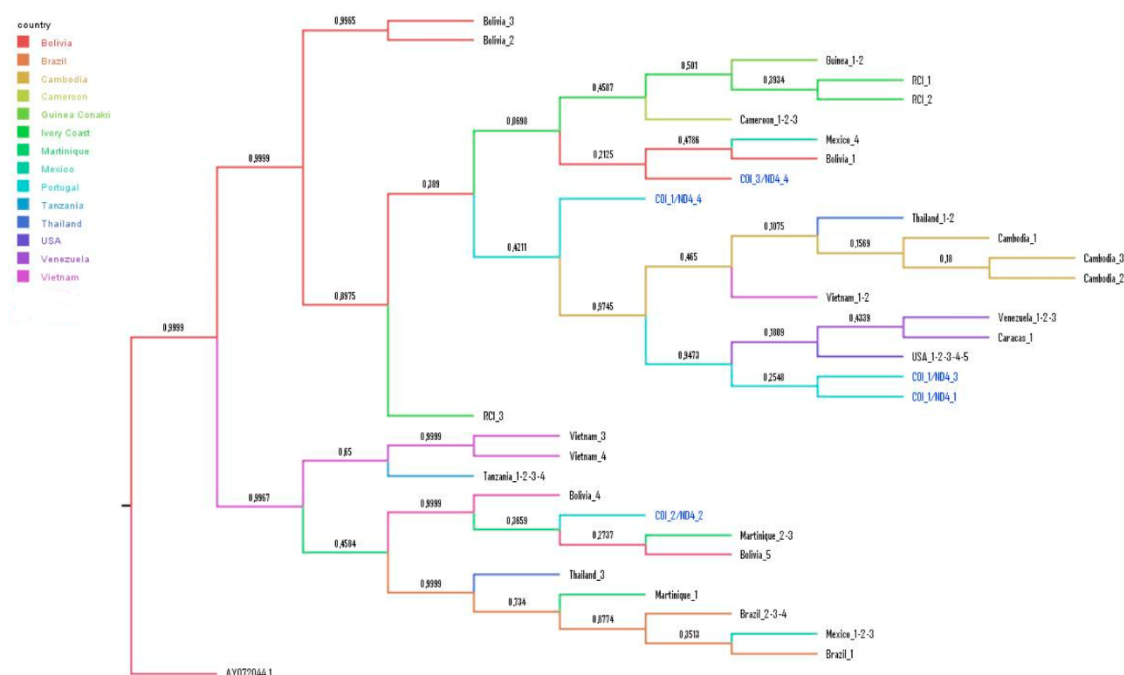 country
Bolivia
Brazil
Cambodia
Cameroon
Guinea Conakri
Ivory Coast
Martinique
Mexico
Portugal
Tanzania
Thailand
USA
Venezuela
Vietnam
0,9965
Bolivia_3
Bolivia_2
0,501
Guinea_1-2
0,4587
0,3934
RCI_1
RCI_2
0,0698
Cameroon_1-2-3
0,9999
0,4786
Mexico_4
0,2125
Bolivia_1
COI_3/ND4_4
0,389
COI_1/ND4_4
0,1875
Thailand_1-2
0,4211
0,1569
Cambodia_1
0,465
0,18
Cambodia_3
Cambodia_2
0,8975
Vietnam_1-2
0,9745
0,4339
Venezuela_1-2-3
0,1809
Caracas_1
0,9999
0,9473
USA_1-2-3-4-5
0,2548
COI_1/ND4_3
COI_1/ND4_1
RCI_3
0,9999
Vietnam_3
0,65
Vietnam_4
Tanzania_1-2-3-4
0,9967
0,9999
Bolivia_4
0,3659
COI_2/ND4_2
0,2737
Martinique_2-3
0,4584
Bolivia_5
Thailand_3
0,9999
0,734
Martinique_1
0,0774
Brazil_2-3-4
0,3513
Mexico_1-2-3
Brazil_1
AY072044.1